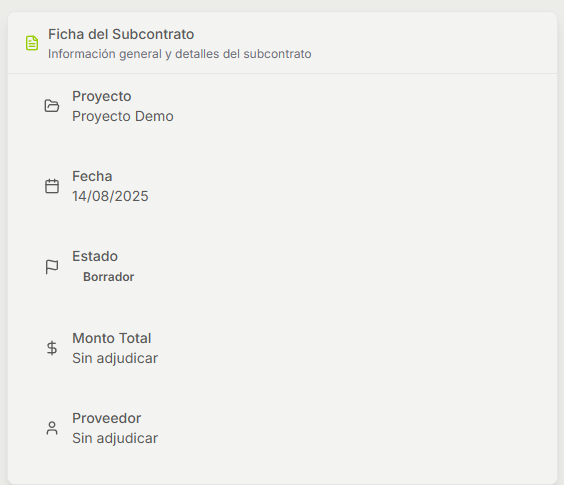 Ficha del Subcontrato
Información general y detalles del subcontrato
Proyecto
Proyecto Demo
Fecha
14/08/2025
Estado
Borrador
Monto Total
Sin adjudicar
Proveedor
Sin adjudicar